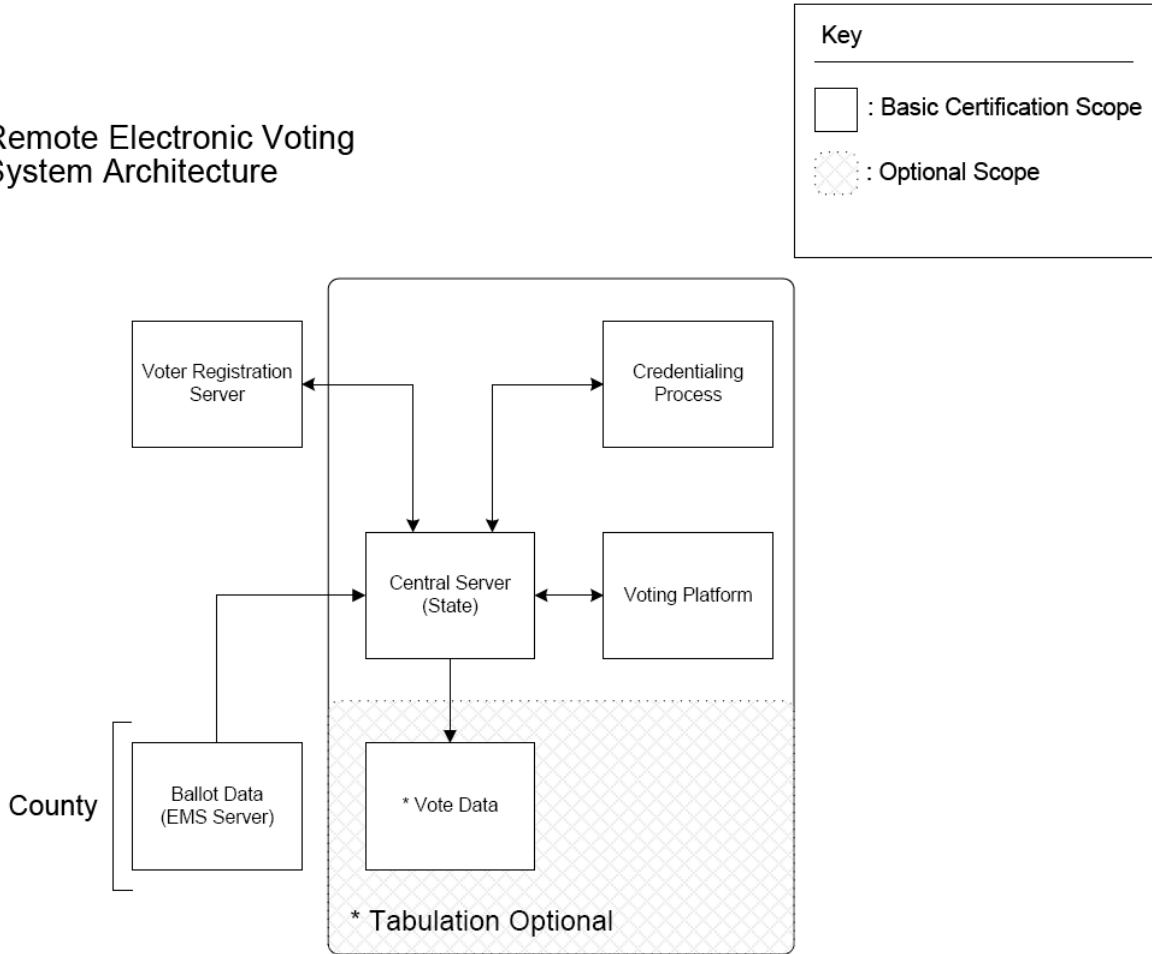 Key
: Basic Certification Scope
: Optional Scope
Remote Electronic Voting
System Architecture
Voter Registration
Server
Credentialing
Process
Central Server
(State)
Voting Platform
County
Ballot Data
(EMS Server)
* Vote Data
* Tabulation Optional